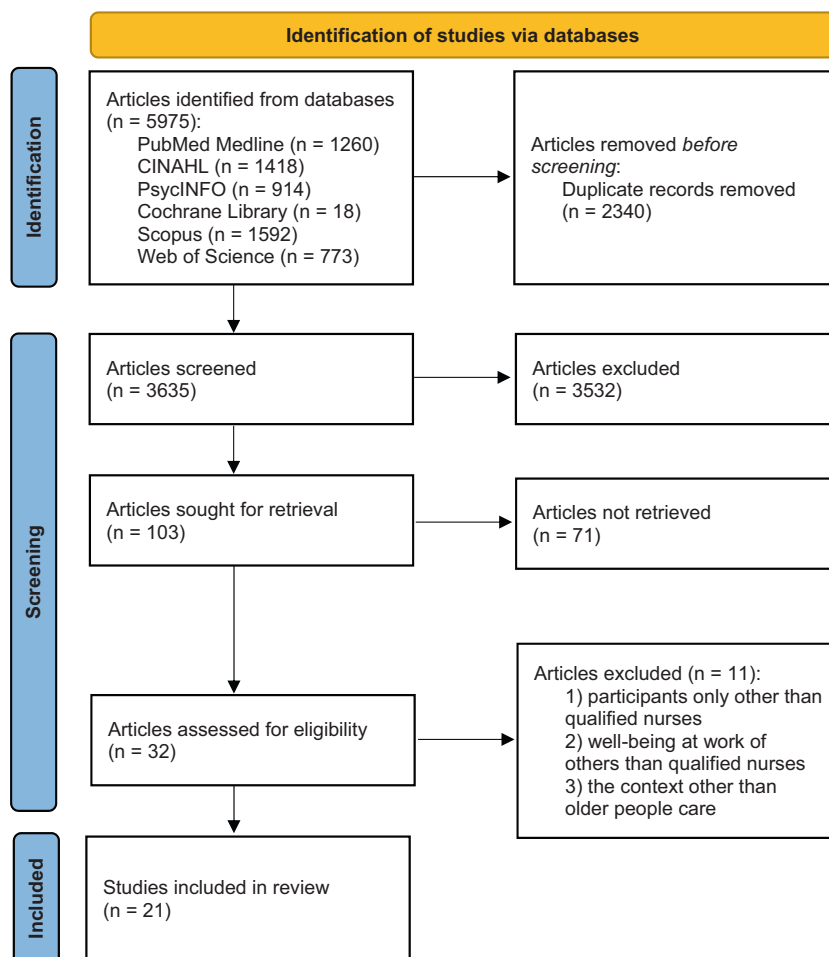 Identification of studies via databases
Identification
Articles identified from databases
(n = 5975):
PubMed Medline (n = 1260)
CINAHL (n = 1418)
PsycINFO (n = 914)
Cochrane Library (n = 18)
Scopus (n = 1592)
Web of Science (n = 773)
Articles removed before
screening:
Duplicate records removed
(n = 2340)
Screening
Articles screened
(n = 3635)
Articles excluded
(n = 3532)
Articles sought for retrieval
(n = 103)
Articles not retrieved
(n = 71)
Articles assessed for eligibility
(n = 32)
Articles excluded (n = 11):
1) participants only other than
qualified nurses
2) well-being at work of
others than qualified nurses
3) the context other than
older people care
Included
Studies included in review
(n = 21)